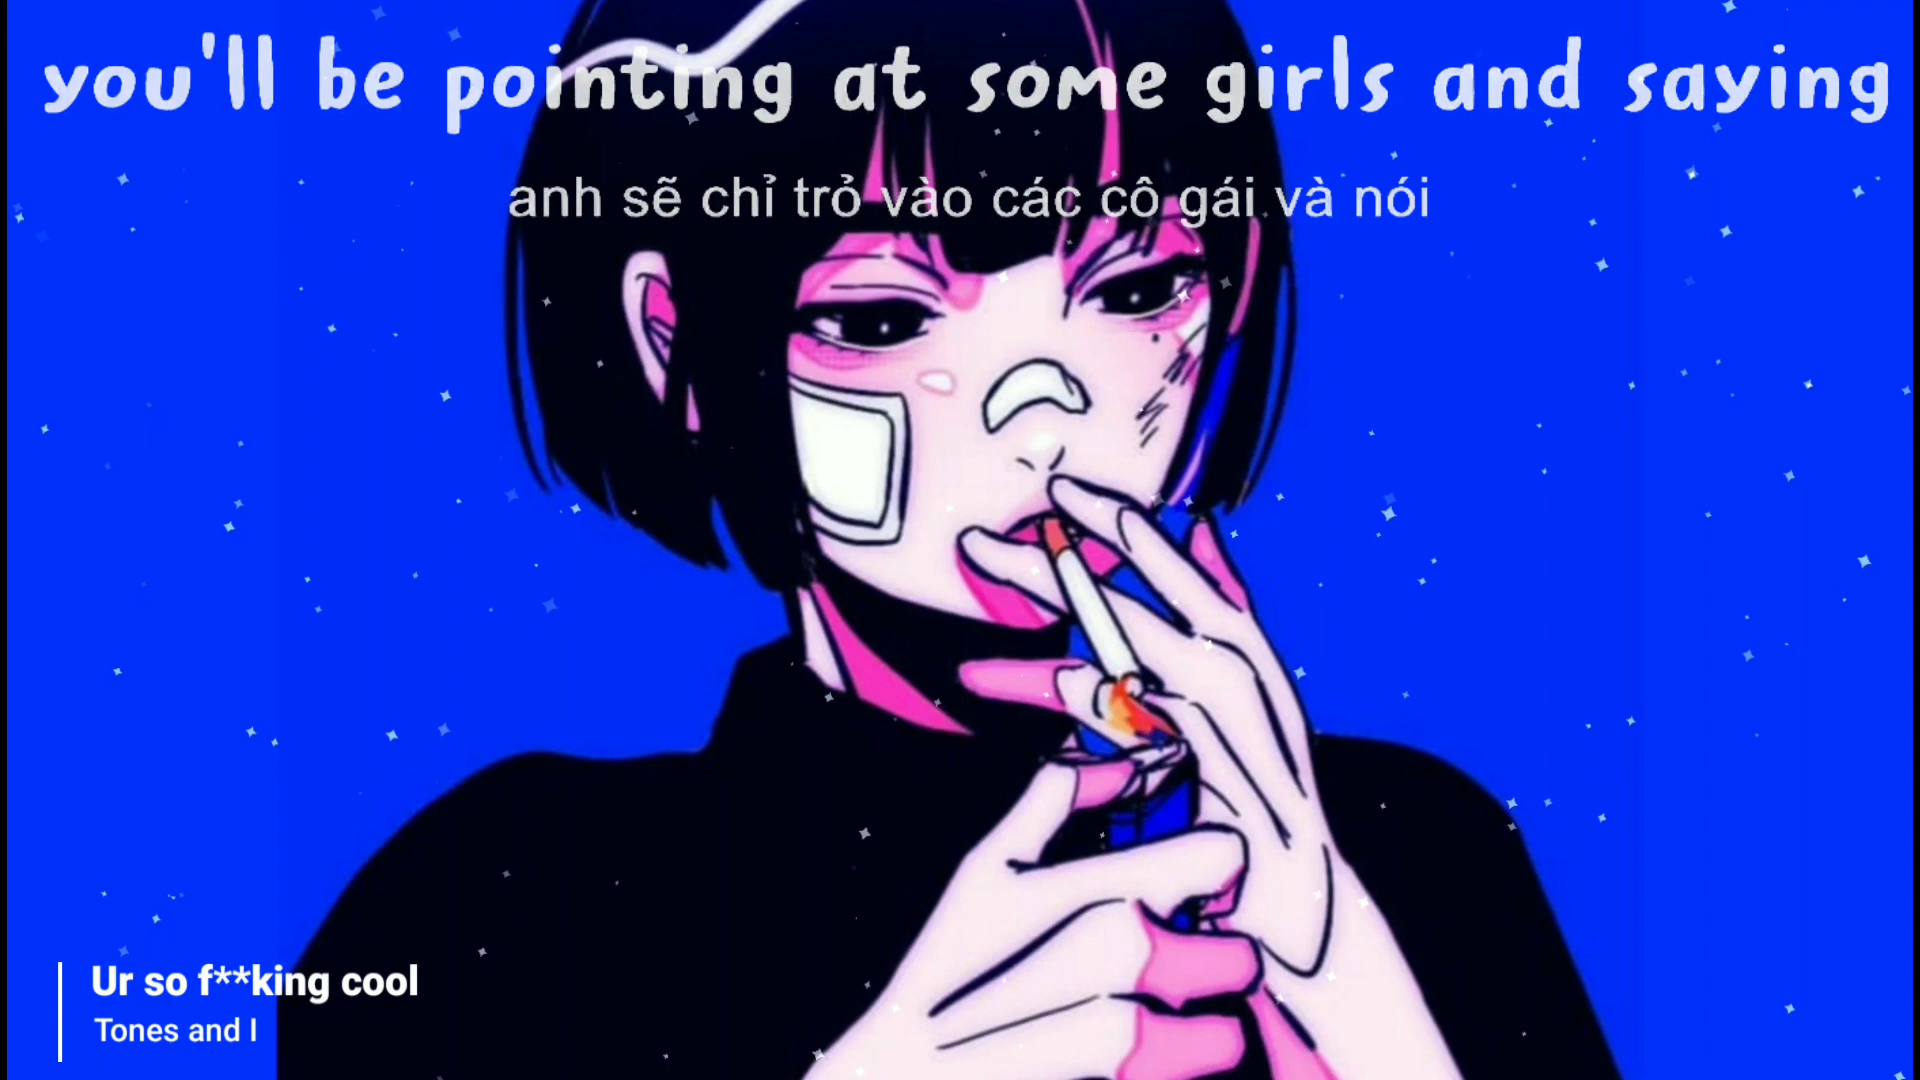 you'll be pointing at some girls and saying
anh sẽ chỉ trỏ vào các cô gái và nói
Ur so f**king cool
Tones and I